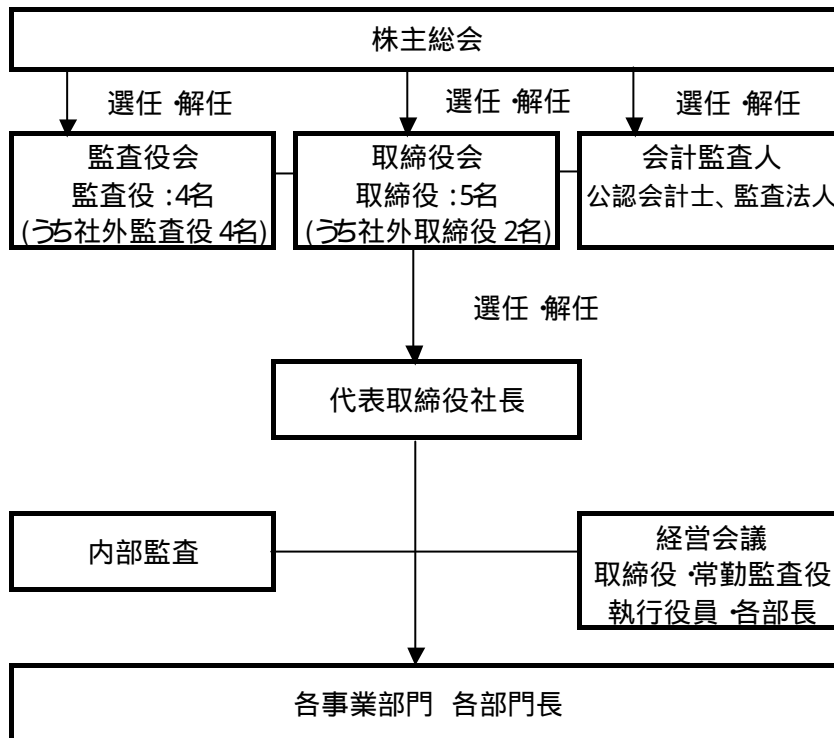 株主総会
選任・解任
選任・解任
選任・解任
監査役会
監査役:4名
(うち社外監査役4名)
取締役会
取締役:5名
(うち社外取締役2名)
会計監査人
公認会計士、監査法人
選任・解任
代表取締役社長
内部監査
経営会議
取締役・常勤監査役
執行役員・各部長
各事業部門 各部門長